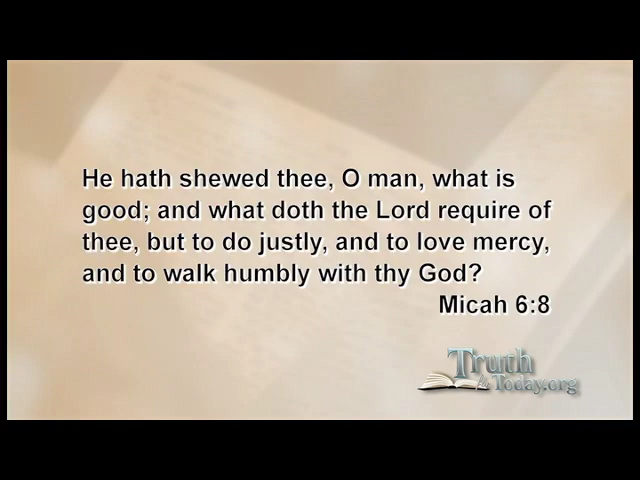 He hath shewed thee, O man, what is
good; and what doth the Lord require of
thee, but to do justly, and to love mercy,
and to walk humbly with thy God?
Micah 6:8
Truth
for Today.org